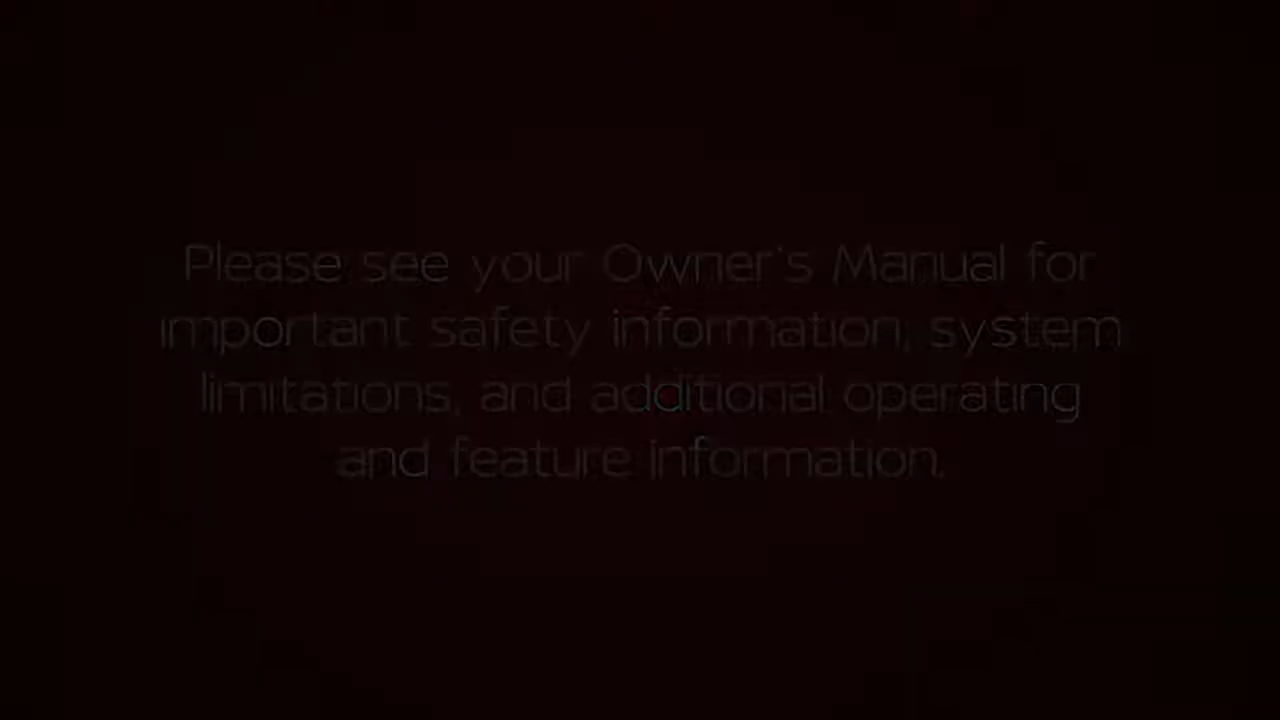 Please see your Owner's Manual for
important safety information, system
limitations, and additional operating
and feature information.